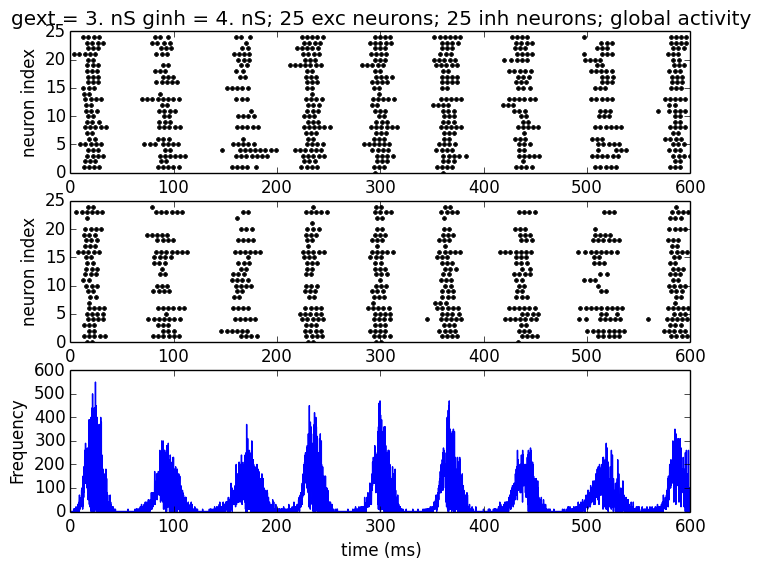 gext = 3. nS ginh = 4. nS; 25 exc neurons; 25 inh neurons; global activity
25
20
15
10
5
0
neuron index
0 100 200 300 400 500 600
25
20
15
10
5
0
neuron index
0 100 200 300 400 500 600
600
500
400
300
200
100
0
Frequency
0 100 200 300 400 500 600
time (ms)